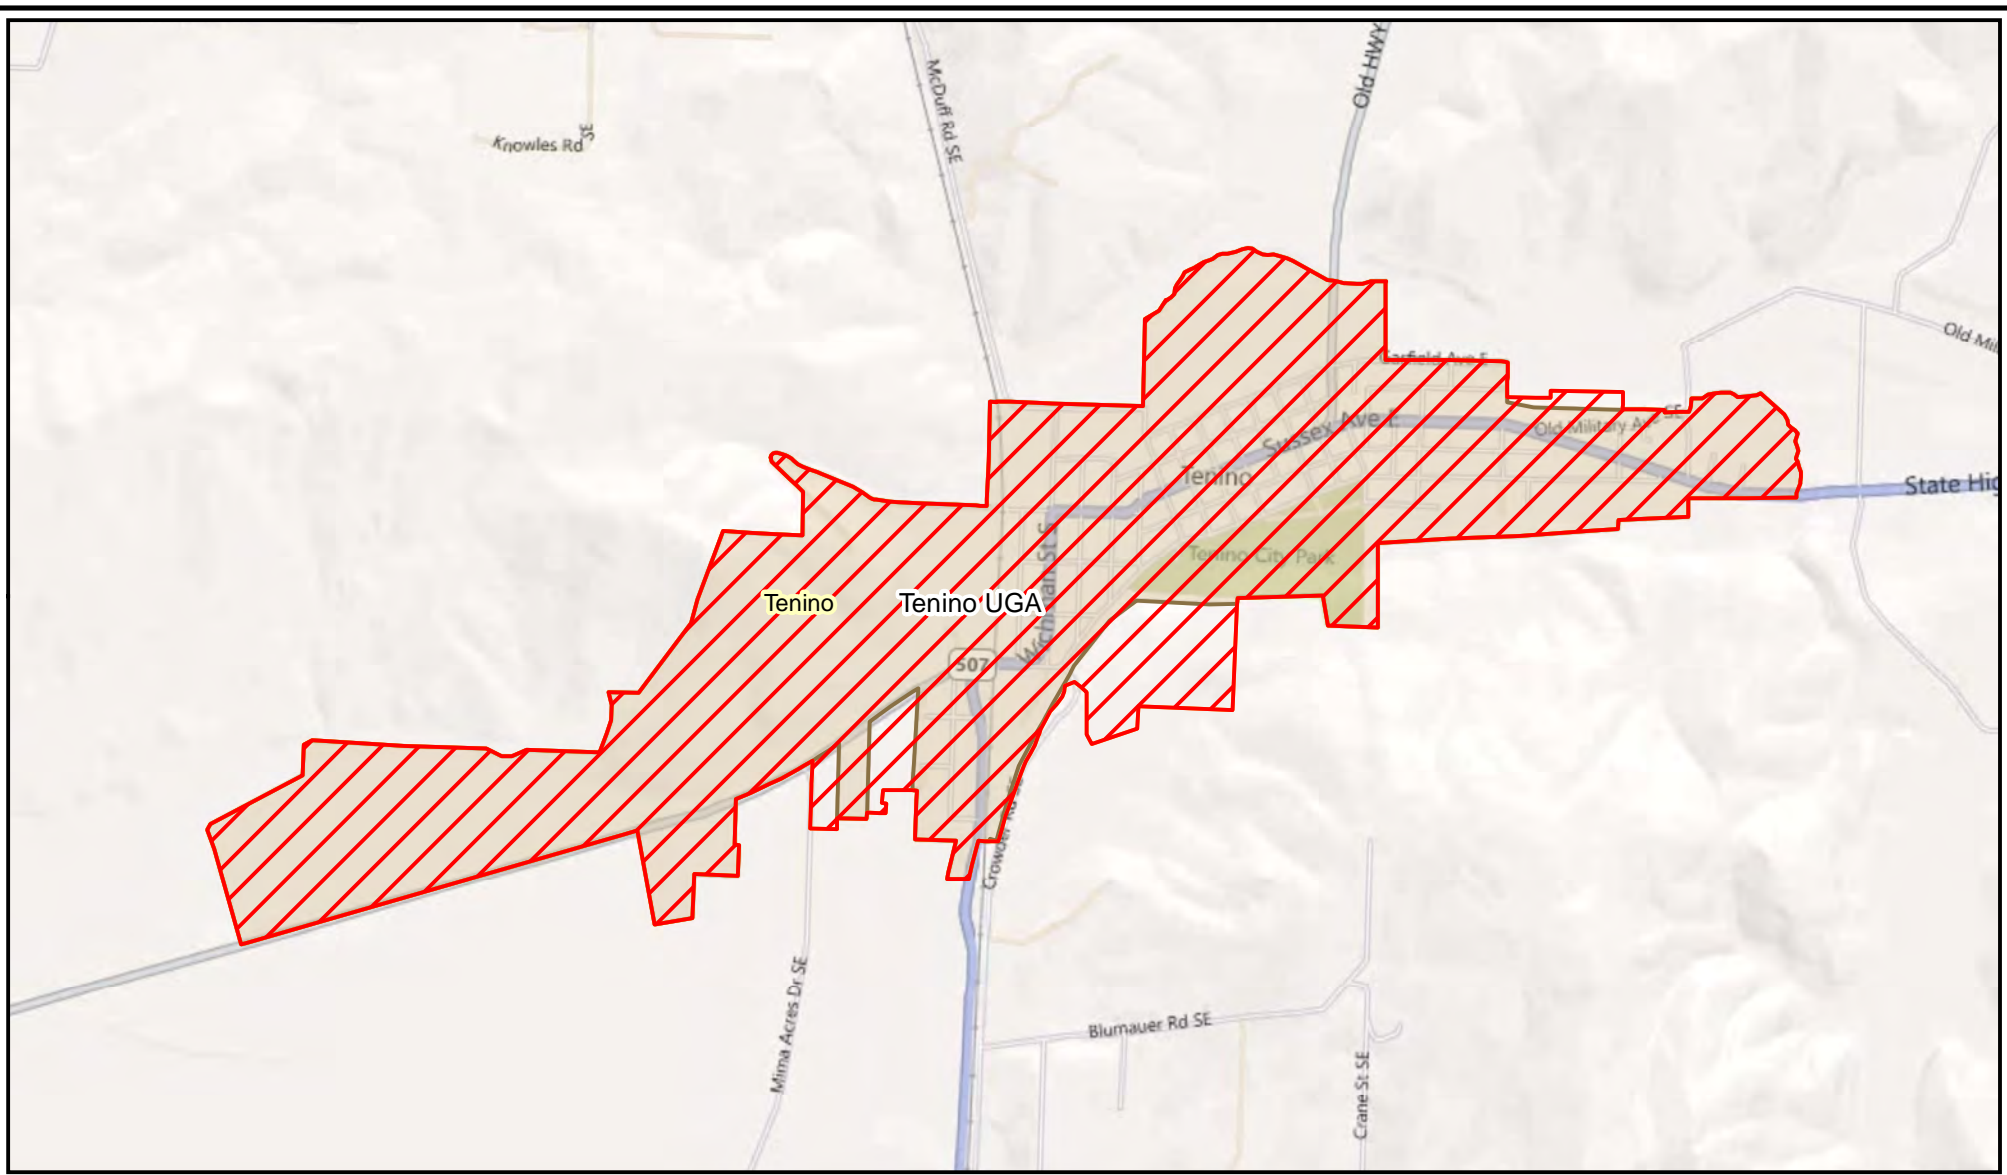 Old HWY
McDuff Rd SE
Knowles Rd SE
Old Mil
Garfield Ave E
Old Military Ave SE
Sussex Ave E
Tenino
State Hig
Wichman St S
Tenino City Park
Tenino
Tenino UGA
507
Crowder Rd SE
Mima Acres Dr SE
Blumauer Rd SE
Crane St SE